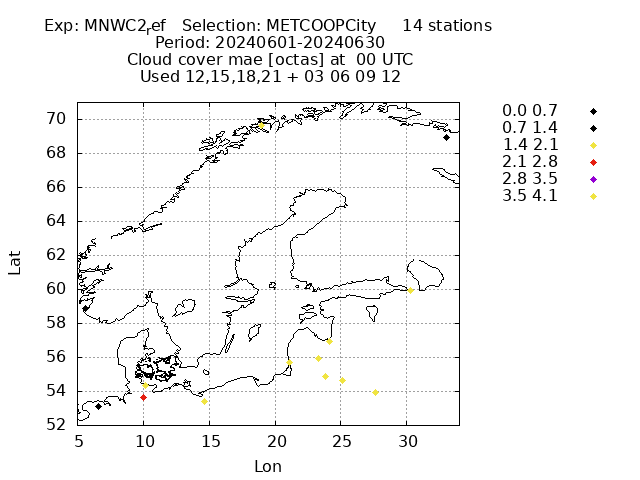 Exp: MNWC2ref Selection: METCOOPCity 14 stations
Period: 20240601-20240630
Cloud cover mae [octas] at 00 UTC
Used 12,15,18,21 + 03 06 09 12
0.0 0.7
0.7 1.4
1.4 2.1
2.1 2.8
2.8 3.5
3.5 4.1
70
68
66
64
62
60
58
56
54
52
Lat
5 10 15 20 25 30
Lon